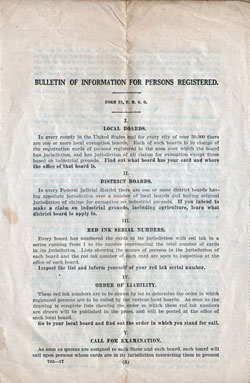 BULLETIN OF INFORMATION FOR PERSONS REGISTERED.
FORM 21, P. M. G. O.
I.
LOCAL BOARDS.
In every county in the United States and for every city of over 30,000 there
are one or more local exemption boards. Each of such boards is in charge of
the registration cards of persons registered in the area over which the board
has jurisdiction, and has jurisdiction of all claims for exemption except those
based on industrial grounds. Find out what board has your card and where
the office of that board is.
II.
DISTRICT BOARDS.
In every Federal Judicial district there are one or more district boards having
appellate jurisdiction over a number of local boards and having original
jurisdiction of claims for exemption on industrial grounds. If you intend to
make a claim on industrial grounds, including agriculture, learn what
district board to apply to.
III.
RED INK SERIAL NUMBERS.
Every board has numbered the cards in its jurisdiction with red ink in a
series running from 1 to the number representing the total number of cards
in its jurisdiction. Lists showing the names of persons in the jurisdiction of
each board and the red ink number of each card are open to inspection at the
office of each board.
Inspect the list and inform yourself of your red ink serial number.
IV.
ORDER OF LIABILITY.
These red ink numbers are to be drawn by lot to determine the order in which
registered persons are to be called by the various local boards. As soon as the
drawing is complete lists showing the order in which these red ink numbers
are drawn will be published in the press, and will be posted at the office of each
local board.
Go to your local board and find out the order in which you stand for call.
V.
CALL FOR EXAMINATION.
As soon as quotas are assigned to each State and each board, each board will
call upon persons whose cards are in its jurisdiction instructing them to present